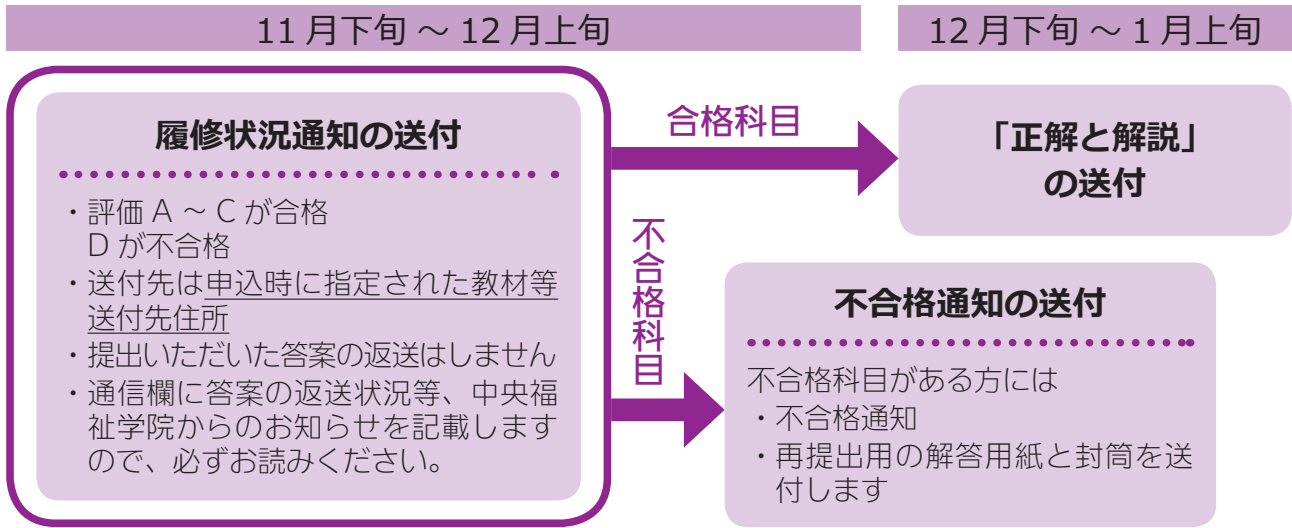 11月下旬 ～ 12月上旬
12月下旬 ～ 1月上旬
履修状況通知の送付
・評価 A ～ C が合格
D が不合格
・送付先は申込時に指定された教材等
送付先住所
・提出いただいた答案の返送はしません
・通信欄に答案の返送状況等、中央福
祉学院からのお知らせを記載します
ので、必ずお読みください。
合格科目
「正解と解説」
の送付
不合格科目
不合格通知の送付
不合格科目がある方には
・不合格通知
・再提出用の解答用紙と封筒を送
付します